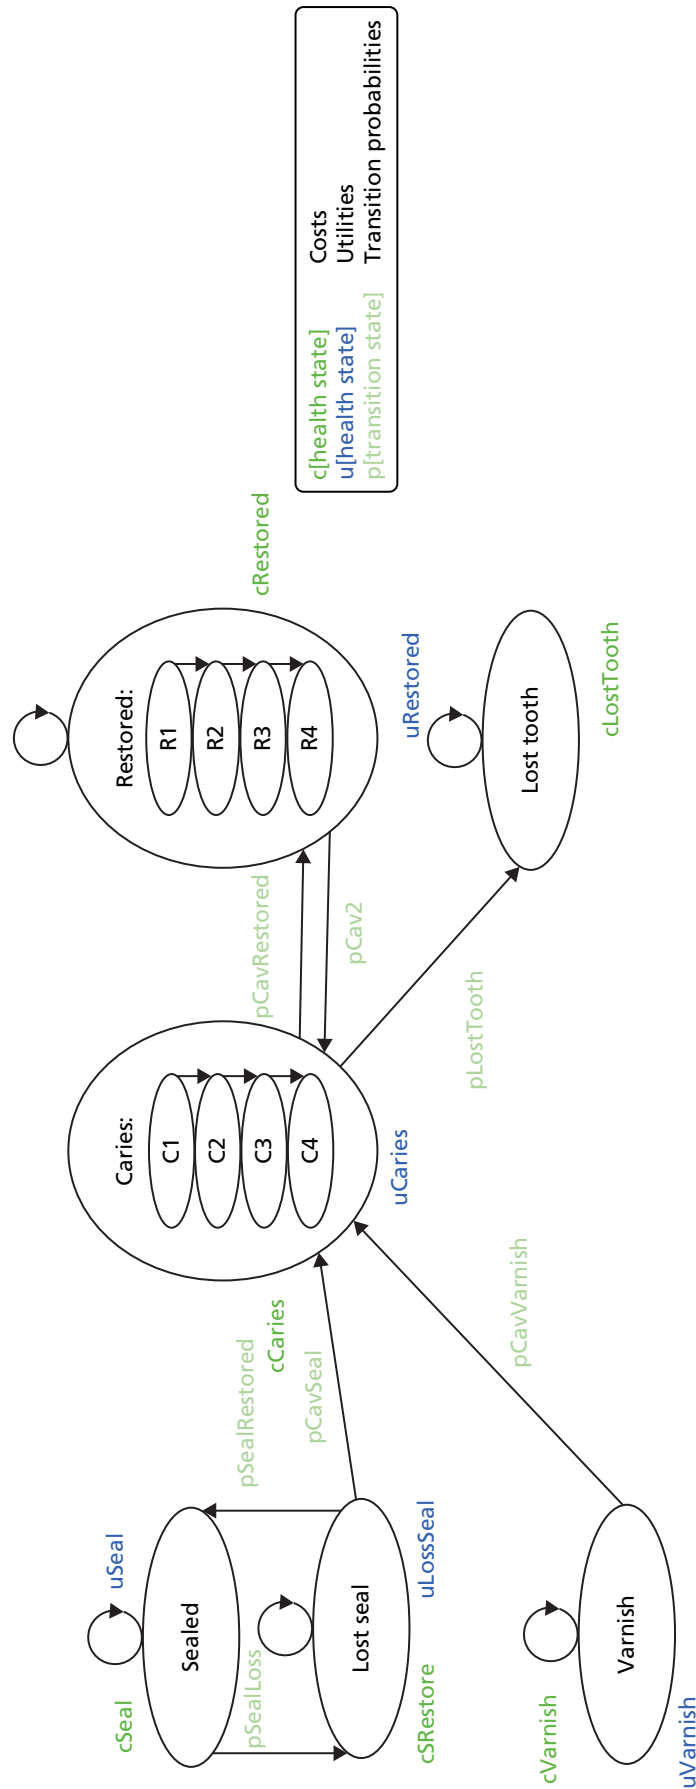 cSeal
uSeal
Sealed
pSealLoss
pSealRestored
Lost seal
cSRestore
uLossSeal
pCavSeal
cCaries
cVarnish
Varnish
uVarnish
pCavVarnish
Caries:
C1
C2
C3
C4
uCaries
pCavRestored
pCav2
pLostTooth
Restored:
R1
R2
R3
R4
cRestored
uRestored
Lost tooth
cLostTooth
c[health state] Costs
u[health state] Utilities
p[transition state] Transition probabilities